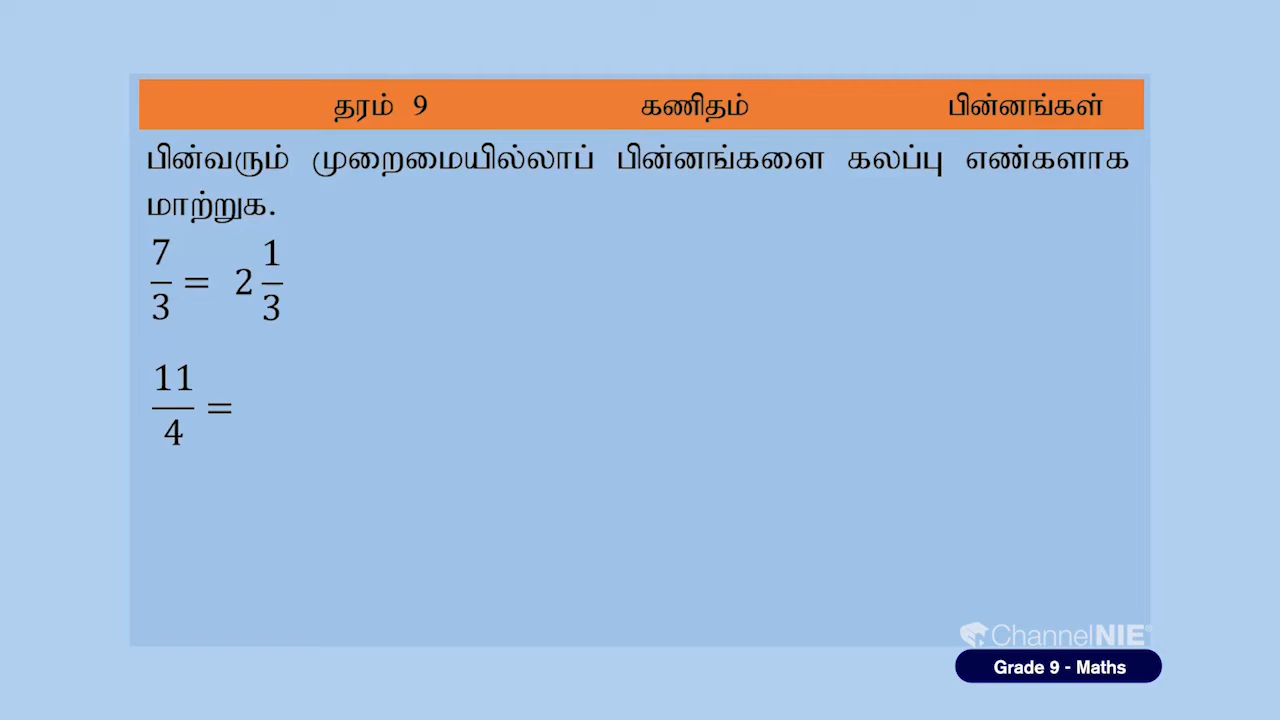 தரம் 9 கணிதம் பின்னங்கள்
பின்வரும் முறைமையில்லாப் பின்னங்களை கலப்பு எண்களாக
மாற்றுக.
7/3 = 2 1/3
11/4 =
ChannelNIE®
Grade 9 - Maths